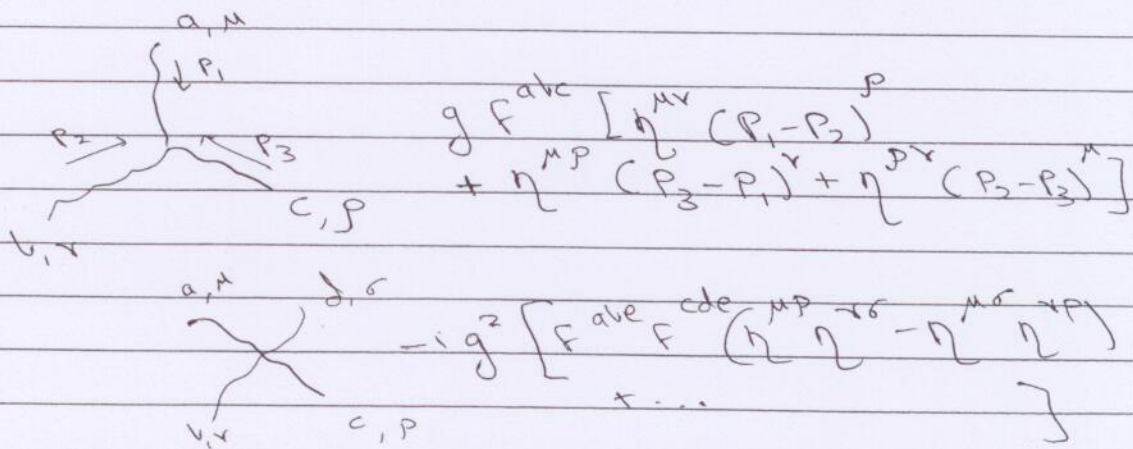 a, μ
↓ P₁
P₂ P₃
g f^{abc} [η^{μν} (P₁-P₂)^ρ
+ η^{μρ} (P₃-P₁)^ν + η^{ρν} (P₂-P₃)^μ]
b, ν
c, ρ
a, μ d, σ
-i g² [f^{abe} f^{cde} (η^{μρ} η^{νσ} - η^{μσ} η^{νρ})
+ ... ]
b, ν c, ρ